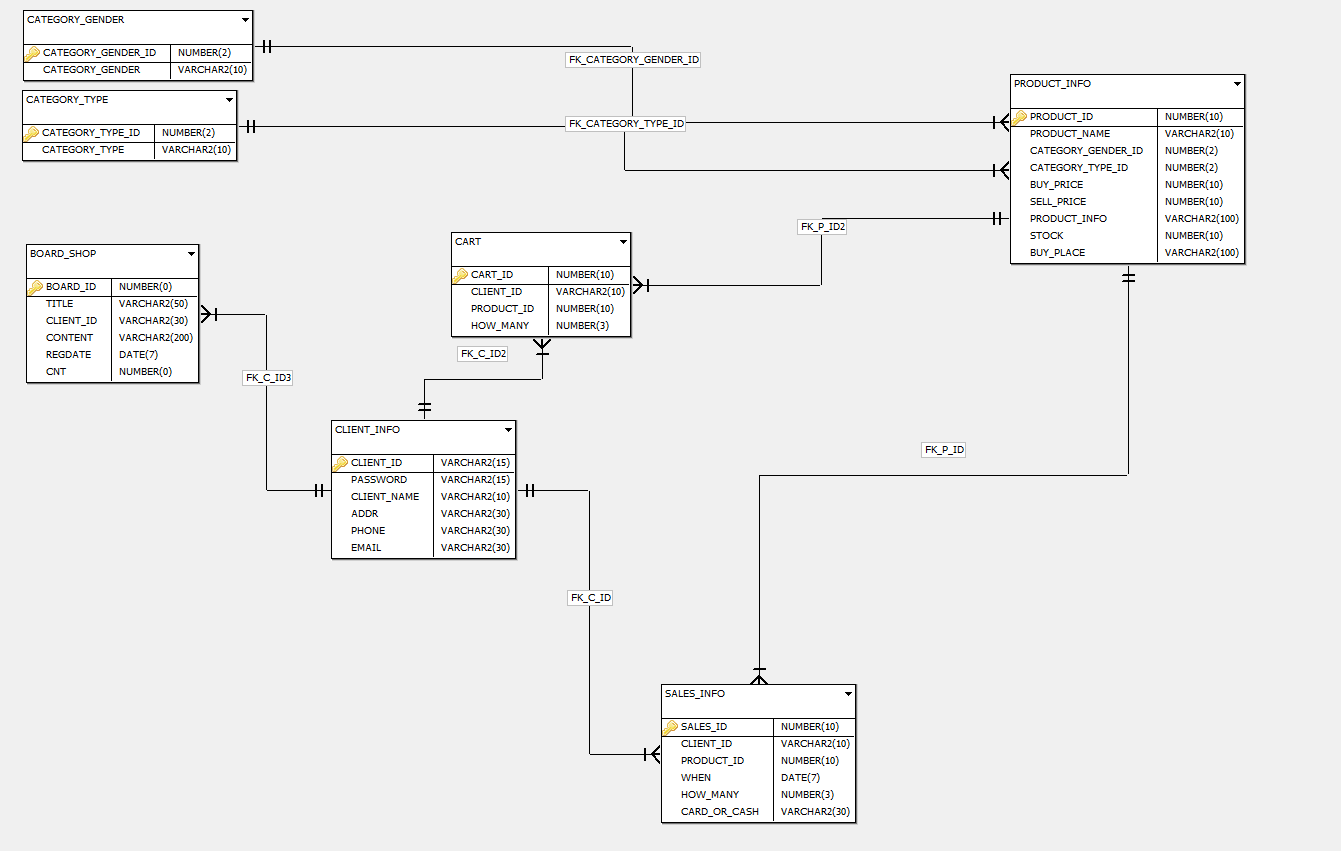 CATEGORY_GENDER
CATEGORY_GENDER_ID NUMBER(2)
CATEGORY_GENDER VARCHAR2(10)
FK_CATEGORY_GENDER_ID
CATEGORY_TYPE
CATEGORY_TYPE_ID NUMBER(2)
CATEGORY_TYPE VARCHAR2(10)
FK_CATEGORY_TYPE_ID
PRODUCT_INFO
PRODUCT_ID NUMBER(10)
PRODUCT_NAME VARCHAR2(10)
CATEGORY_GENDER_ID NUMBER(2)
CATEGORY_TYPE_ID NUMBER(2)
BUY_PRICE NUMBER(10)
SELL_PRICE NUMBER(10)
PRODUCT_INFO VARCHAR2(100)
STOCK NUMBER(10)
BUY_PLACE VARCHAR2(100)
FK_P_ID2
BOARD_SHOP
BOARD_ID NUMBER(0)
TITLE VARCHAR2(50)
CLIENT_ID VARCHAR2(30)
CONTENT VARCHAR2(200)
REGDATE DATE(7)
CNT NUMBER(0)
CART
CART_ID NUMBER(10)
CLIENT_ID VARCHAR2(10)
PRODUCT_ID NUMBER(10)
HOW_MANY NUMBER(3)
FK_C_ID2
FK_C_ID3
CLIENT_INFO
CLIENT_ID VARCHAR2(15)
PASSWORD VARCHAR2(15)
CLIENT_NAME VARCHAR2(10)
ADDR VARCHAR2(30)
PHONE VARCHAR2(30)
EMAIL VARCHAR2(30)
FK_P_ID
FK_C_ID
SALES_INFO
SALES_ID NUMBER(10)
CLIENT_ID VARCHAR2(10)
PRODUCT_ID NUMBER(10)
WHEN DATE(7)
HOW_MANY NUMBER(3)
CARD_OR_CASH VARCHAR2(30)